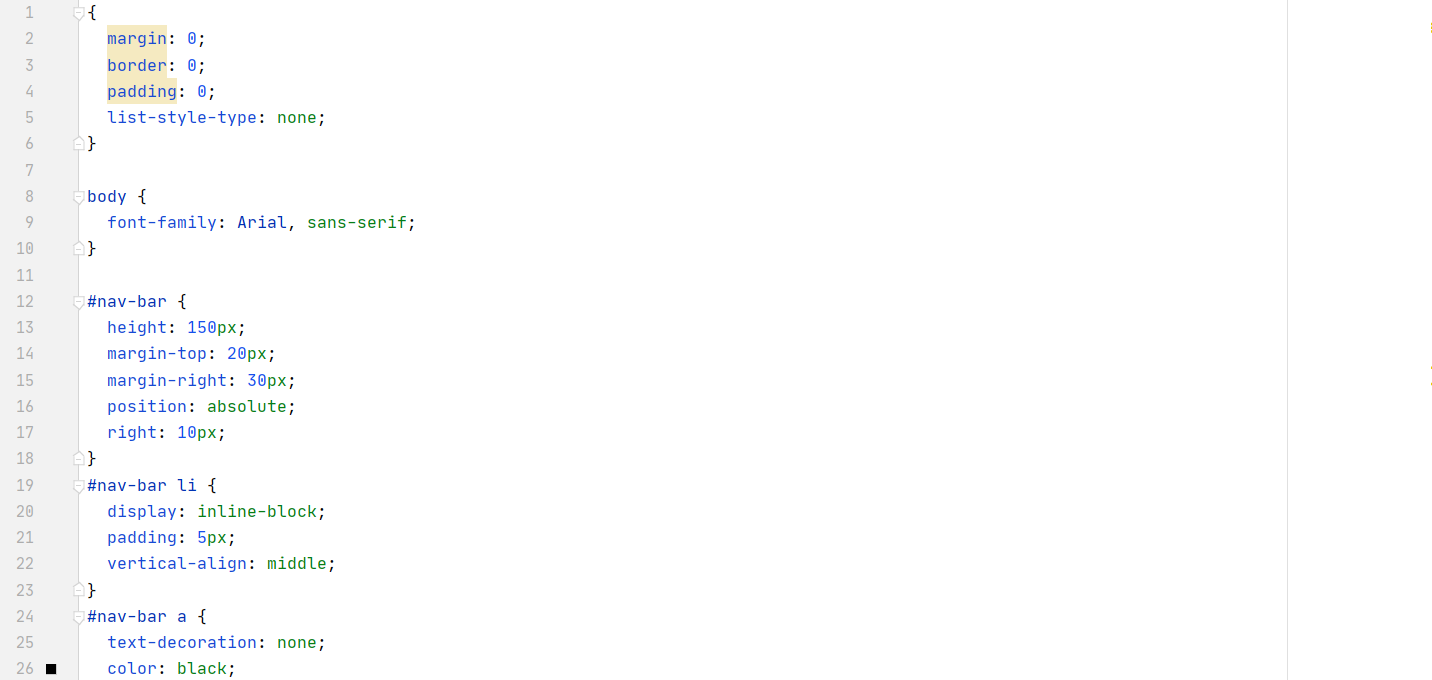 1 {
2 margin: 0;
3 border: 0;
4 padding: 0;
5 list-style-type: none;
6 }
7
8 body {
9 font-family: Arial, sans-serif;
10 }
11
12 #nav-bar {
13 height: 150px;
14 margin-top: 20px;
15 margin-right: 30px;
16 position: absolute;
17 right: 10px;
18 }
19 #nav-bar li {
20 display: inline-block;
21 padding: 5px;
22 vertical-align: middle;
23 }
24 #nav-bar a {
25 text-decoration: none;
26 color: black;